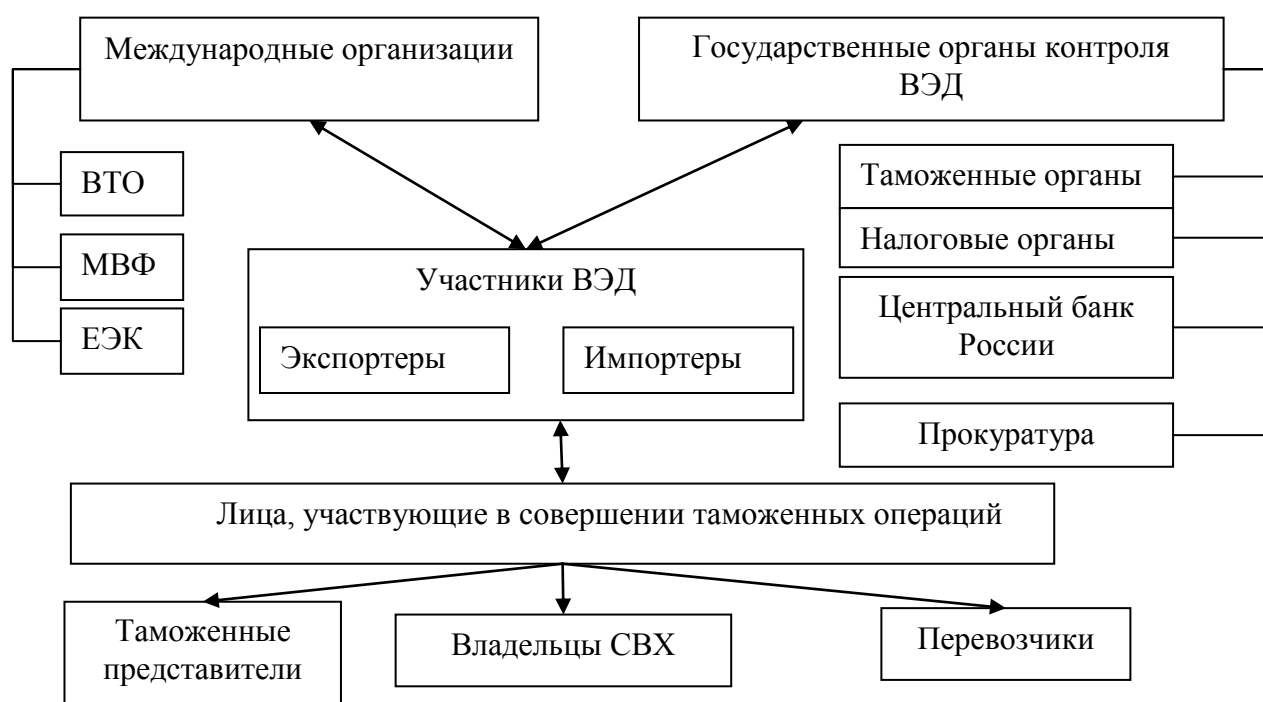 Международные организации
Государственные органы контроля
ВЭД
ВТО
МВФ
ЕЭК
Таможенные органы
Налоговые органы
Центральный банк
России
Прокуратура
Участники ВЭД
Экспортеры
Импортеры
Лица, участвующие в совершении таможенных операций
Таможенные
представители
Владельцы СВХ
Перевозчики